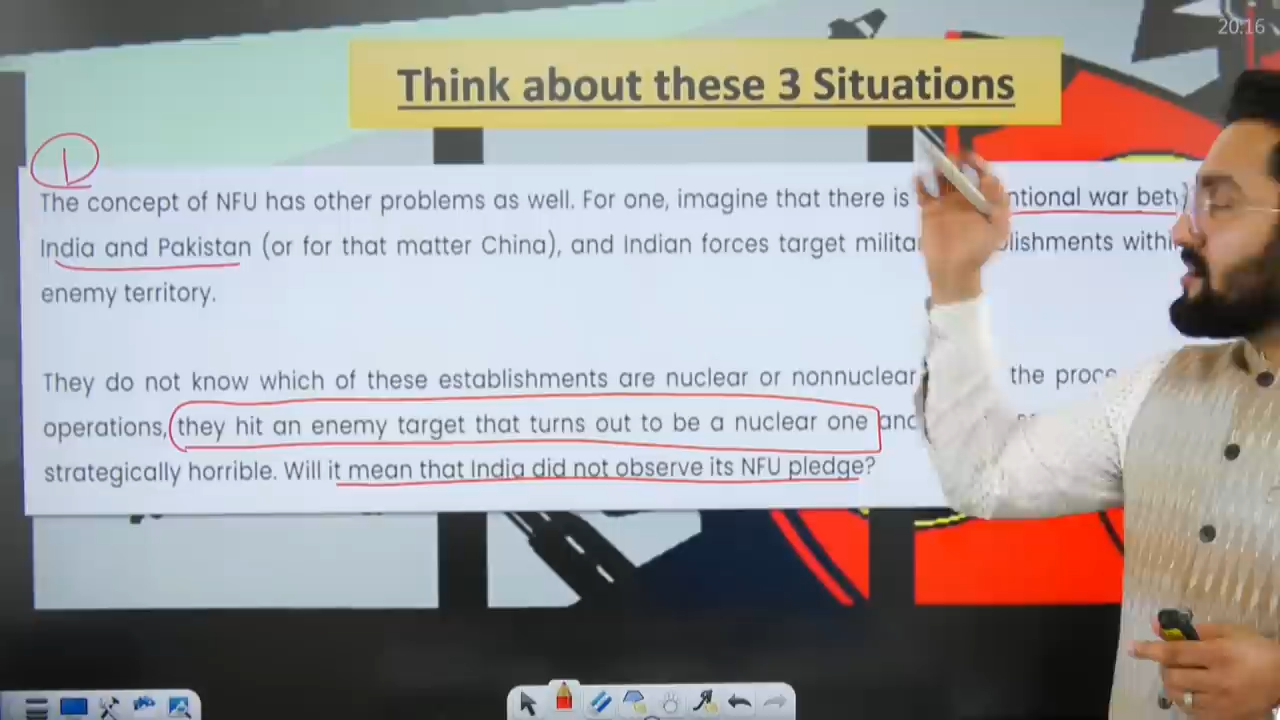 20:16
Think about these 3 Situations
1
The concept of NFU has other problems as well. For one, imagine that there is
India and Pakistan (or for that matter China), and Indian forces target
enemy territory.
They do not know which of these establishments are nuclear or nonnuclear the
operations, they hit an enemy target that turns out to be a nuclear one
strategically horrible. Will it mean that India did not observe its NFU pledge?